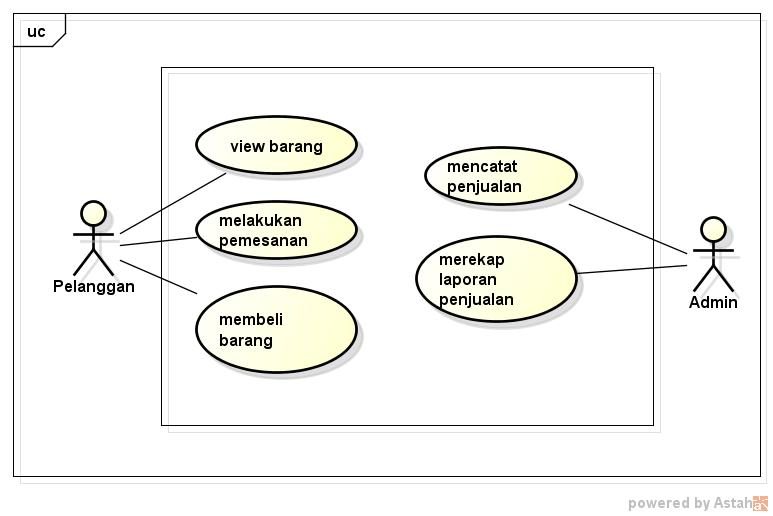 uc
view barang
melakukan
pemesanan
membeli
barang
mencatat
penjualan
merekap
laporan
penjualan
Pelanggan
Admin
powered by Astah